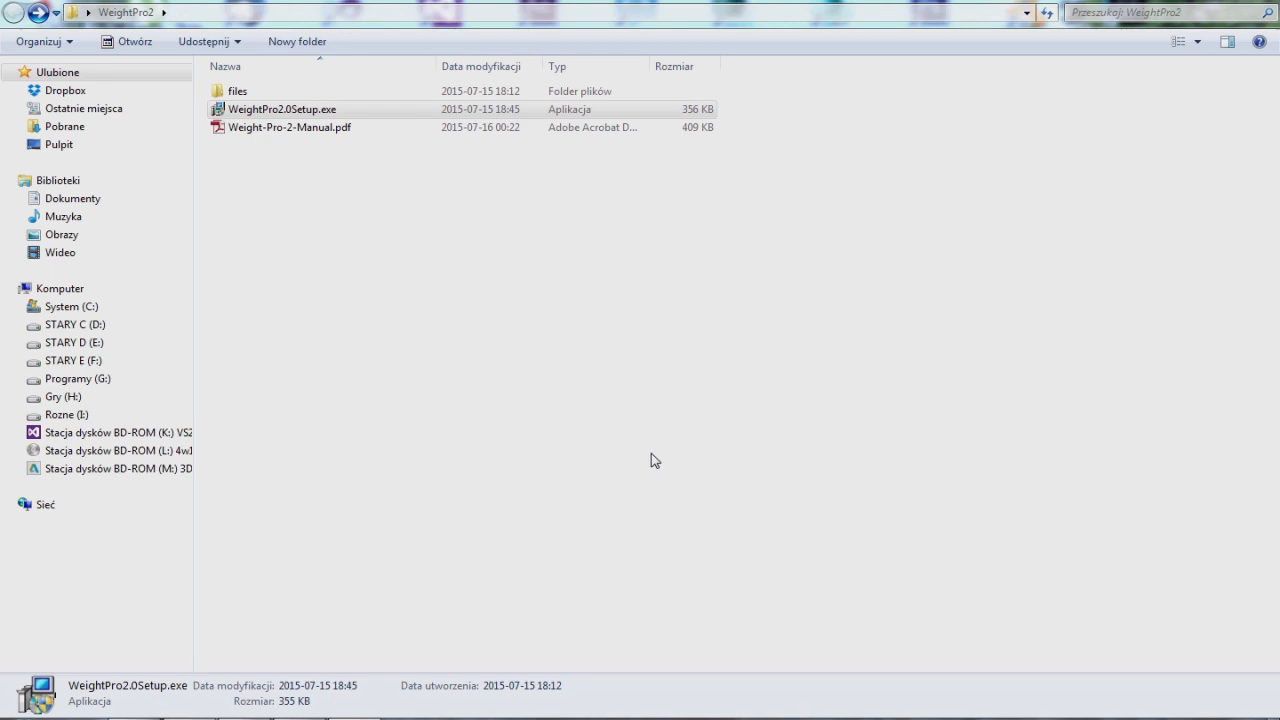 WeightPro2
Przeszukaj: WeightPro2
Organizuj
Otwórz
Udostępnij
Nowy folder
Nazwa
Data modyfikacji
Typ
Rozmiar
files
2015-07-15 18:12
Folder plików
WeightPro2.0Setup.exe
2015-07-15 18:45
Aplikacja
356 KB
Weight-Pro-2-Manual.pdf
2015-07-16 00:22
Adobe Acrobat D...
409 KB
Ulubione
Dropbox
Ostatnie miejsca
Pobrane
Pulpit
Biblioteki
Dokumenty
Muzyka
Obrazy
Wideo
Komputer
System (C:)
STARY C (D:)
STARY D (E:)
STARY E (F:)
Programy (G:)
Gry (H:)
Rozne (I:)
Stacja dysków BD-ROM (K:) VS2
Stacja dysków BD-ROM (L:) 4w1
Stacja dysków BD-ROM (M:) 3D
Sieć
WeightPro2.0Setup.exe
Data modyfikacji: 2015-07-15 18:45
Data utworzenia: 2015-07-15 18:12
Aplikacja
Rozmiar: 355 KB